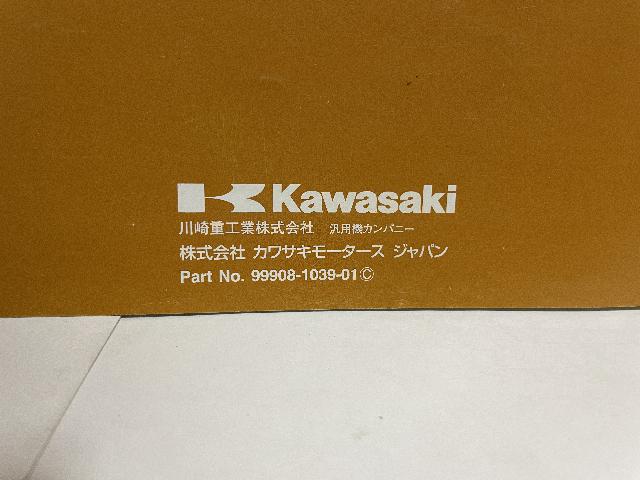 Kawasaki
川崎重工業株式会社 汎用機カンパニー
株式会社 カワサキモータース ジャパン
Part No. 99908-1039-01Ⓒ